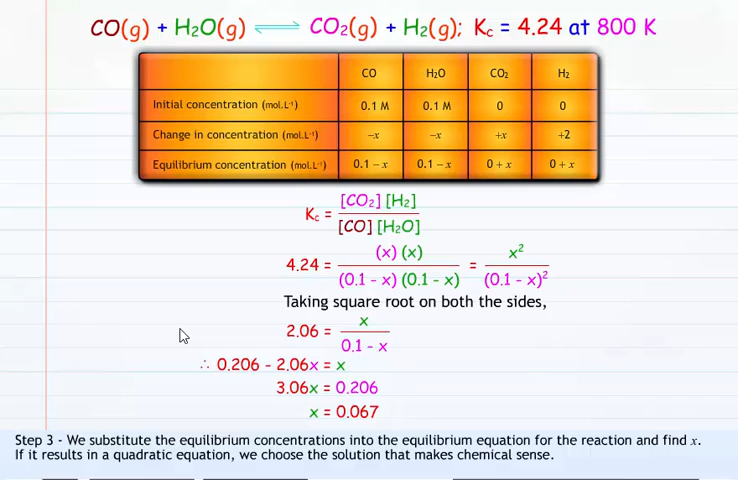 CO(g) + H₂O(g) ⇌ CO₂(g) + H₂(g); K꜀ = 4.24 at 800 K
CO H₂O CO₂ H₂
Initial concentration (mol.L⁻¹) 0.1 M 0.1 M 0 0
Change in concentration (mol.L⁻¹) −x −x +x +2
Equilibrium concentration (mol.L⁻¹) 0.1 − x 0.1 − x 0 + x 0 + x
K꜀ = [CO₂] [H₂] / [CO] [H₂O]
4.24 = (x) (x) / (0.1 - x) (0.1 - x) = x² / (0.1 - x)²
Taking square root on both the sides,
2.06 = x / 0.1 - x
∴ 0.206 - 2.06x = x
3.06x = 0.206
x = 0.067
Step 3 - We substitute the equilibrium concentrations into the equilibrium equation for the reaction and find x.
If it results in a quadratic equation, we choose the solution that makes chemical sense.